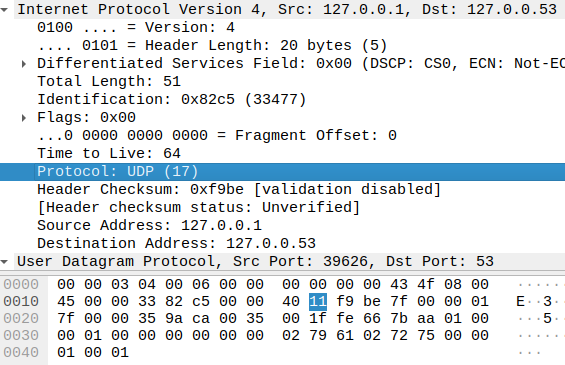 Internet Protocol Version 4, Src: 127.0.0.1, Dst: 127.0.0.53
0100 .... = Version: 4
.... 0101 = Header Length: 20 bytes (5)
Differentiated Services Field: 0x00 (DSCP: CS0, ECN: Not-EC
Total Length: 51
Identification: 0x82c5 (33477)
Flags: 0x00
...0 0000 0000 0000 = Fragment Offset: 0
Time to Live: 64
Protocol: UDP (17)
Header Checksum: 0xf9be [validation disabled]
[Header checksum status: Unverified]
Source Address: 127.0.0.1
Destination Address: 127.0.0.53
User Datagram Protocol, Src Port: 39626, Dst Port: 53
0000 00 00 03 04 00 06 00 00 00 00 00 00 43 4f 08 00 ······
0010 45 00 00 33 82 c5 00 00 40 11 f9 be 7f 00 00 01 E··3··
0020 7f 00 00 35 9a ca 00 35 00 1f fe 66 7b aa 01 00 ···5··
0030 00 01 00 00 00 00 00 00 02 79 61 02 72 75 00 00 ······
0040 01 00 01 ···